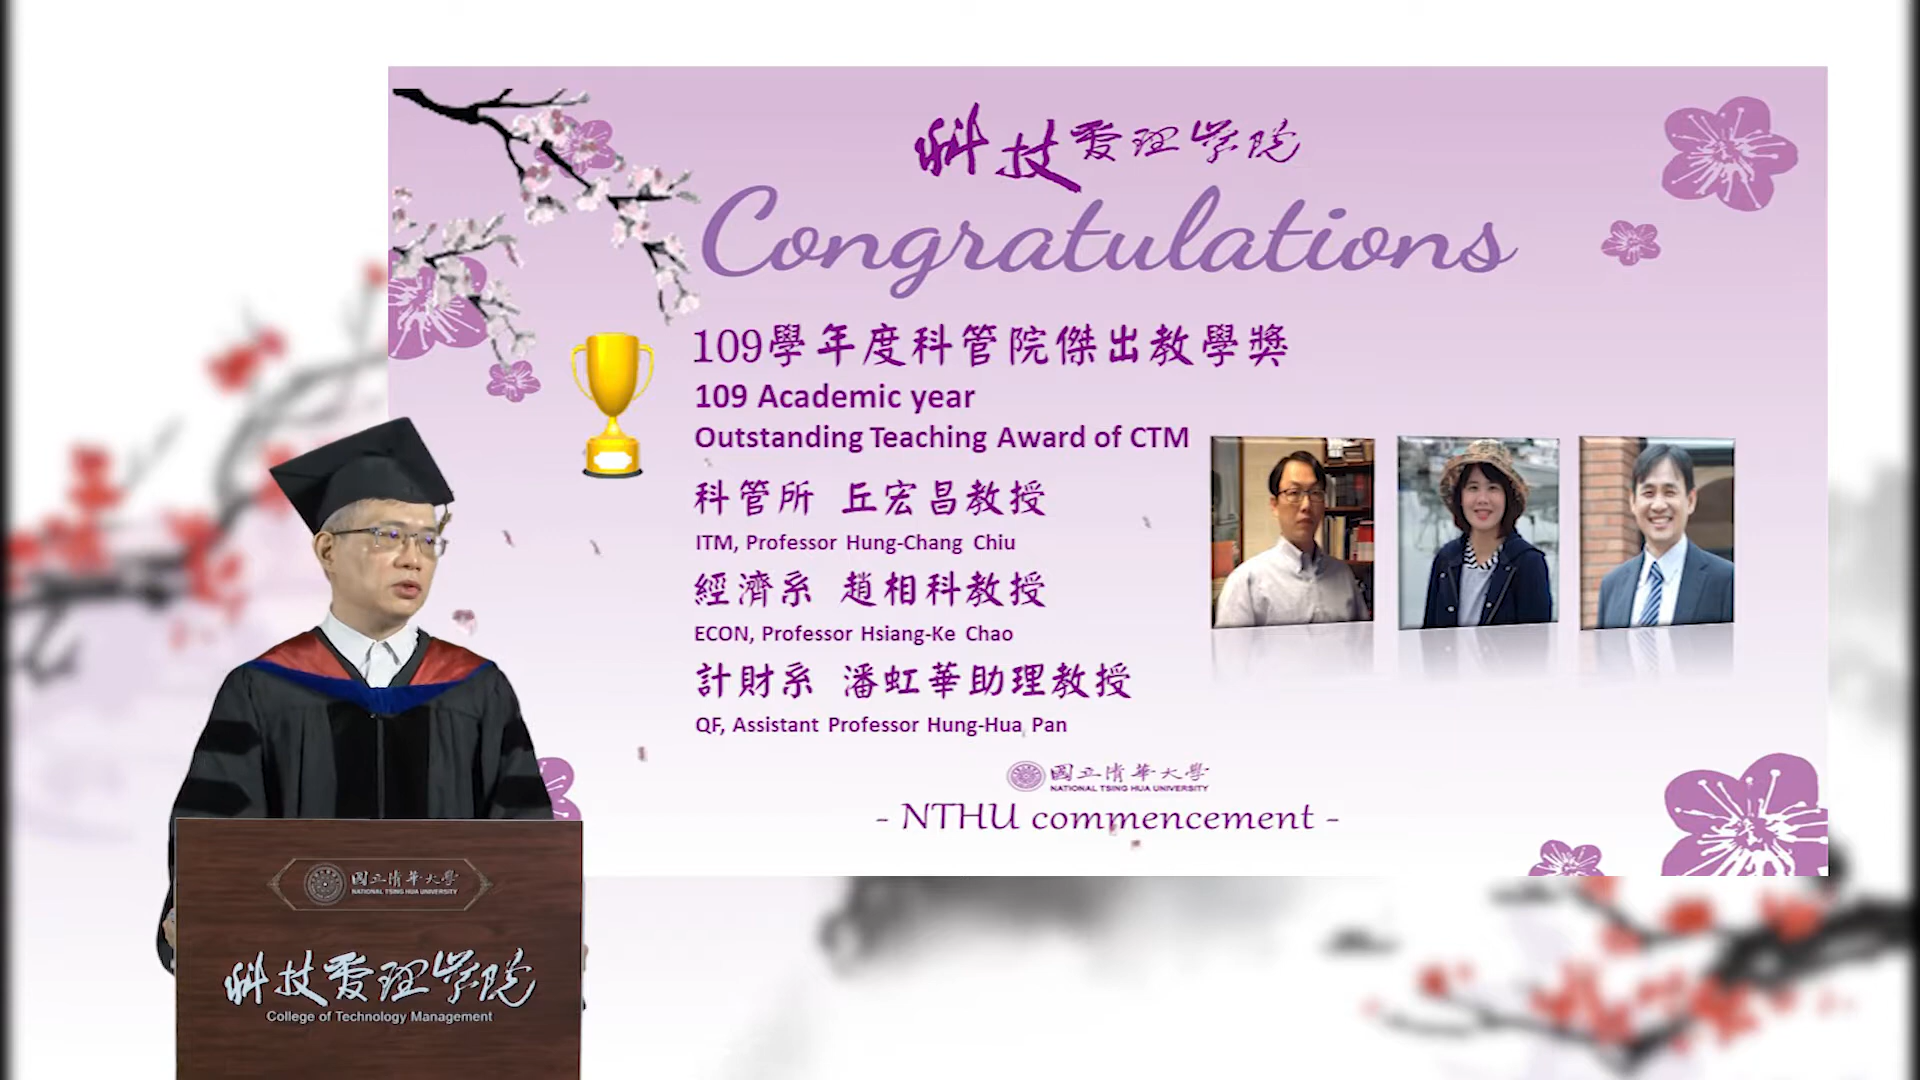 科技管理學院
Congratulations
109學年度科管院傑出教學獎
109 Academic year
Outstanding Teaching Award of CTM
科管所 丘宏昌教授
ITM, Professor Hung-Chang Chiu
經濟系 趙相科教授
ECON, Professor Hsiang-Ke Chao
計財系 潘虹華助理教授
QF, Assistant Professor Hung-Hua Pan
國立清華大學
NATIONAL TSING HUA UNIVERSITY
- NTHU commencement -
國立清華大學
NATIONAL TSING HUA UNIVERSITY
科技管理學院
College of Technology Management